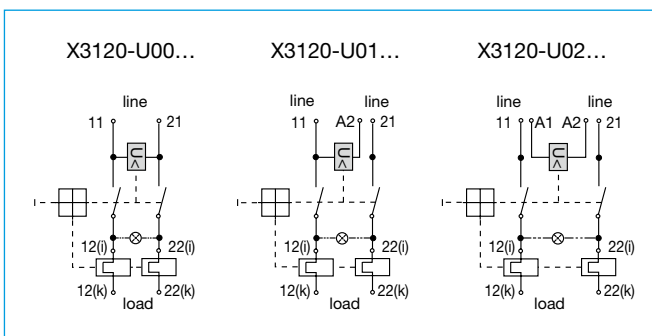 X3120-U00... X3120-U01... X3120-U02...
line line line line line
11 21 11 A2 21 11 A1 A2 21
U< U< U<
12(i) 22(i) 12(i) 22(i) 12(i) 22(i)
12(k) 22(k) 12(k) 22(k) 12(k) 22(k)
load load load